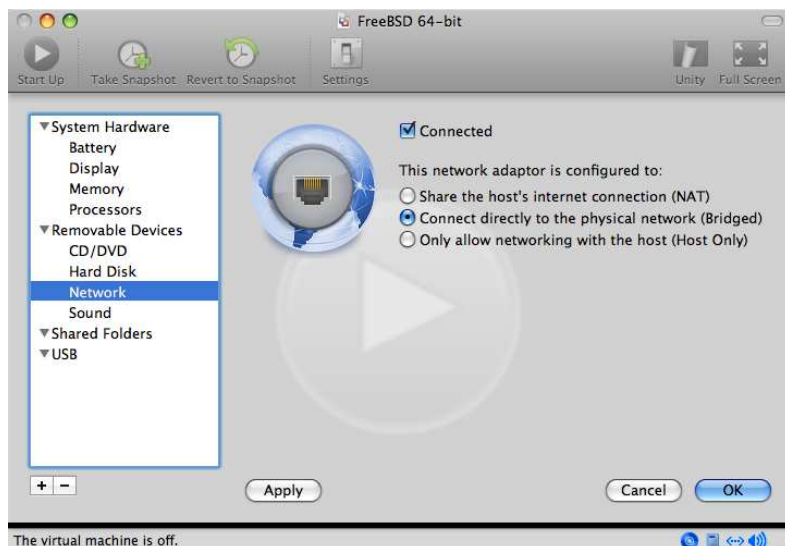 FreeBSD 64-bit
Start Up Take Snapshot Revert to Snapshot Settings Unity Full Screen
System Hardware
Battery
Display
Memory
Processors
Removable Devices
CD/DVD
Hard Disk
Network
Sound
Shared Folders
USB
Connected
This network adaptor is configured to:
Share the host's internet connection (NAT)
Connect directly to the physical network (Bridged)
Only allow networking with the host (Host Only)
+ −
Apply Cancel OK
The virtual machine is off.